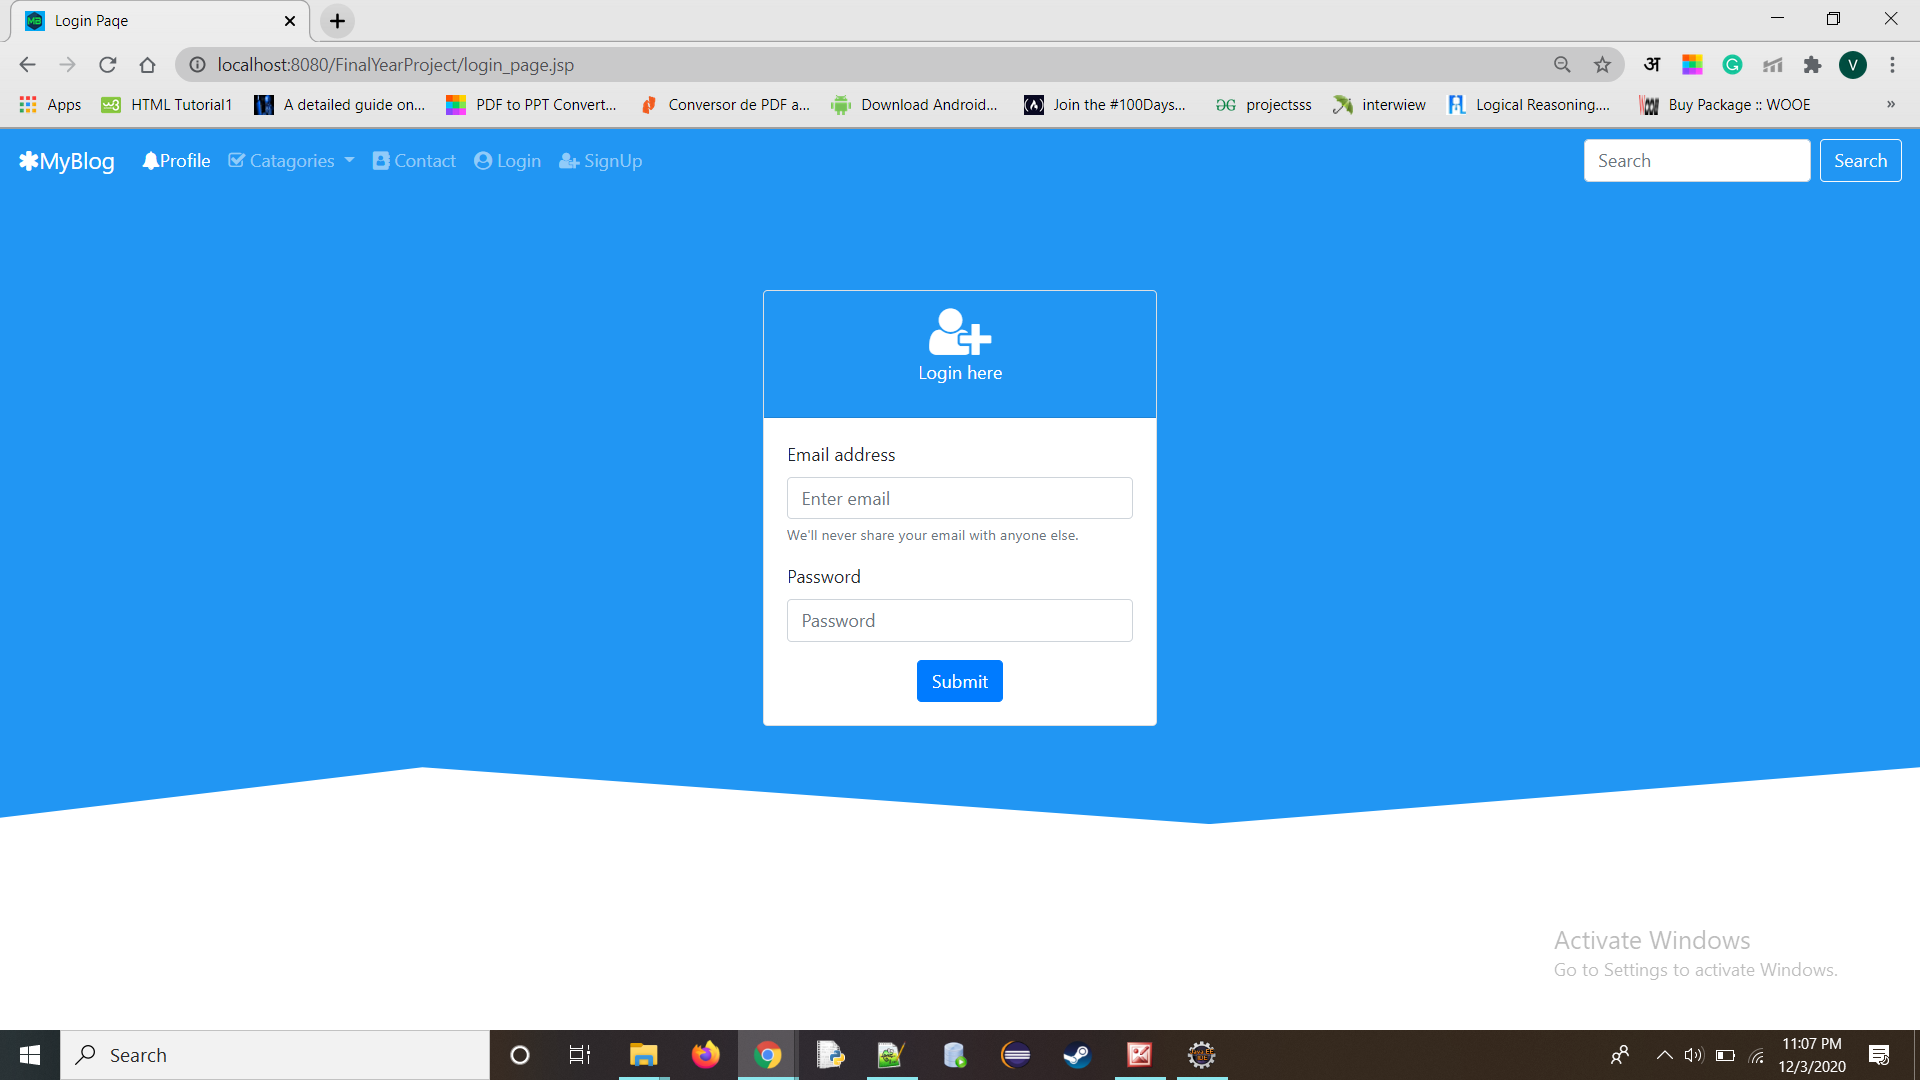 Login Page
localhost:8080/FinalYearProject/login_page.jsp
अ
G
V
Apps
HTML Tutorial1
A detailed guide on...
PDF to PPT Convert...
Conversor de PDF a...
Download Android...
Join the #100Days...
projectsss
interwiew
Logical Reasoning....
Buy Package :: WOOE
»
MyBlog
Profile
Catagories
Contact
Login
SignUp
Search
Search
Login here
Email address
Enter email
We'll never share your email with anyone else.
Password
Password
Submit
Activate Windows
Go to Settings to activate Windows.
Search
11:07 PM
12/3/2020